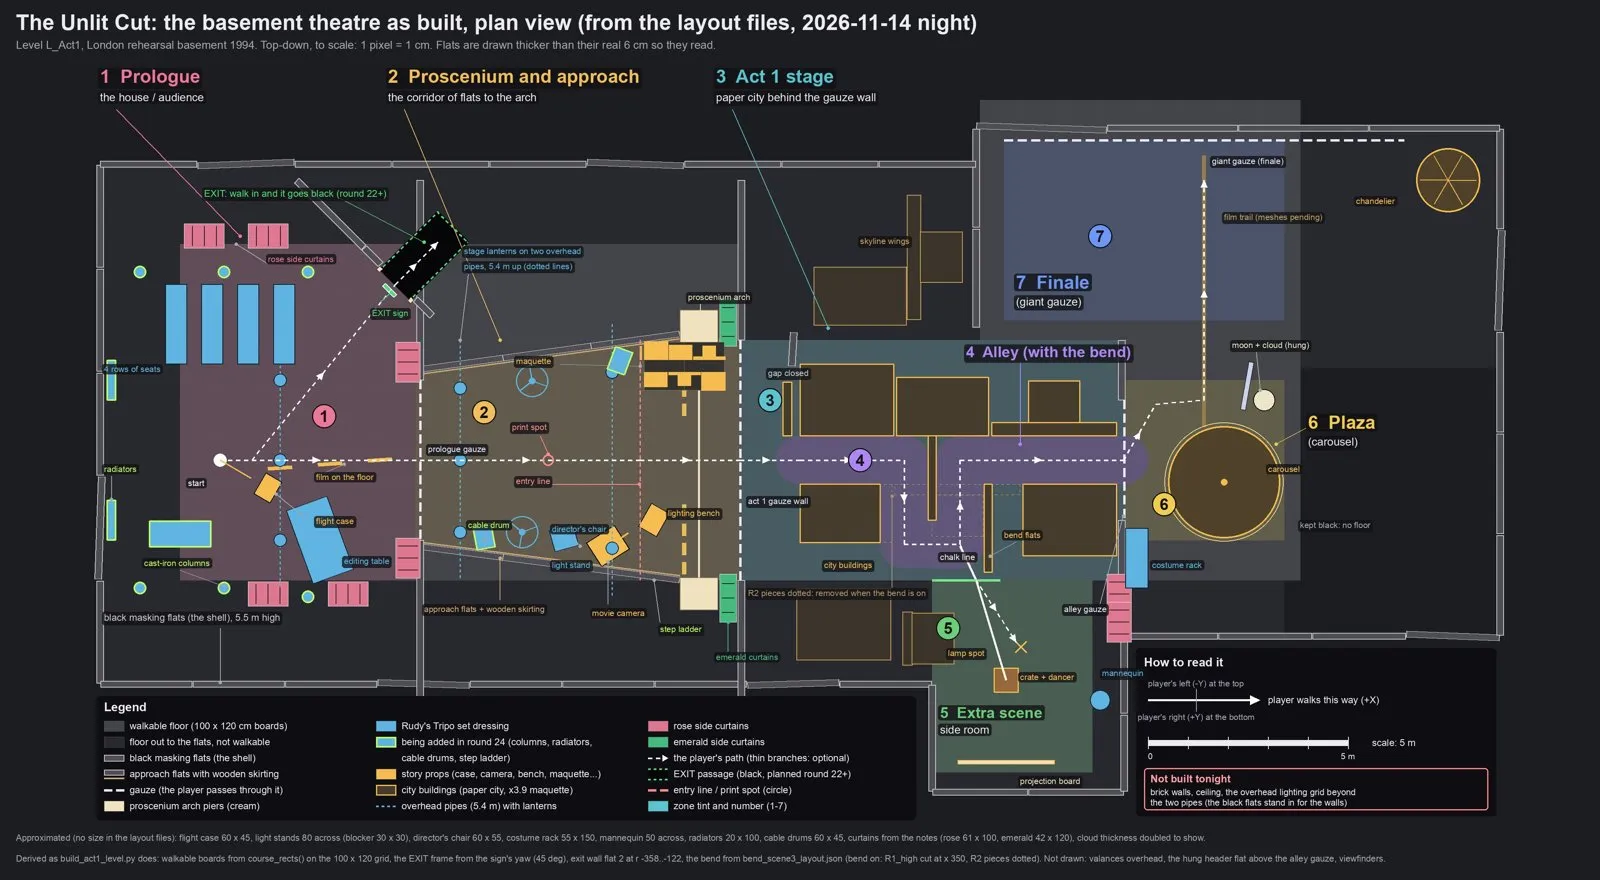 The Unlit Cut: the basement theatre as built, plan view (from the layout files, 2026-11-14 night)
Level L_Act1, London rehearsal basement 1994. Top-down, to scale: 1 pixel = 1 cm. Flats are drawn thicker than their real 6 cm so they read.
1 Prologue
the house / audience
2 Proscenium and approach
the corridor of flats to the arch
3 Act 1 stage
paper city behind the gauze wall
giant gauze (finale)
EXIT: walk in and it goes black (round 22+)
chandelier
film trail (meshes pending)
7
skyline wings
stage lanterns on two overhead
pipes, 5.4 m up (dotted lines)
rose side curtains
7 Finale
(giant gauze)
proscenium arch
EXIT sign
moon + cloud (hung)
4 Alley (with the bend)
maquette
4 rows of seats
gap closed
3
2
1
6 Plaza
(carousel)
print spot
prologue gauze
4
radiators
start
film on the floor
entry line
carousel
act 1 gauze wall
6
lighting bench
flight case
cable drum
director's chair
kept black: no floor
bend flats
editing table
cast-iron columns
light stand
city buildings
chalk line
costume rack
R2 pieces dotted: removed when the bend is on
black masking flats (the shell), 5.5 m high
approach flats + wooden skirting
movie camera
alley gauze
step ladder
5
lamp spot
emerald curtains
crate + dancer
mannequin
5 Extra scene
side room
projection board
How to read it
player's left (-Y) at the top
player walks this way (+X)
player's right (+Y) at the bottom
scale: 5 m
0
5 m
Not built tonight
brick walls, ceiling, the overhead lighting grid beyond
the two pipes (the black flats stand in for the walls)
Legend
walkable floor (100 x 120 cm boards)
floor out to the flats, not walkable
black masking flats (the shell)
approach flats with wooden skirting
gauze (the player passes through it)
proscenium arch piers (cream)
Rudy's Tripo set dressing
being added in round 24 (columns, radiators,
cable drums, step ladder)
story props (case, camera, bench, maquette...)
city buildings (paper city, x3.9 maquette)
overhead pipes (5.4 m) with lanterns
rose side curtains
emerald side curtains
the player's path (thin branches: optional)
EXIT passage (black, planned round 22+)
entry line / print spot (circle)
zone tint and number (1-7)
Approximated (no size in the layout files): flight case 60 x 45, light stands 80 across (blocker 30 x 30), director's chair 60 x 55, costume rack 55 x 150, mannequin 50 across, radiators 20 x 100, cable drums 60 x 45, curtains from the notes (rose 61 x 100, emerald 42 x 120), cloud thickness doubled to show.
Derived as build_act1_level.py does: walkable boards from course_rects() on the 100 x 120 grid, the EXIT frame from the sign's yaw (45 deg), exit wall flat 2 at r -358..-122, the bend from bend_scene3_layout.json (bend on: R1_high cut at x 350, R2 pieces dotted). Not drawn: valances overhead, the hung header flat above the alley gauze, viewfinders.